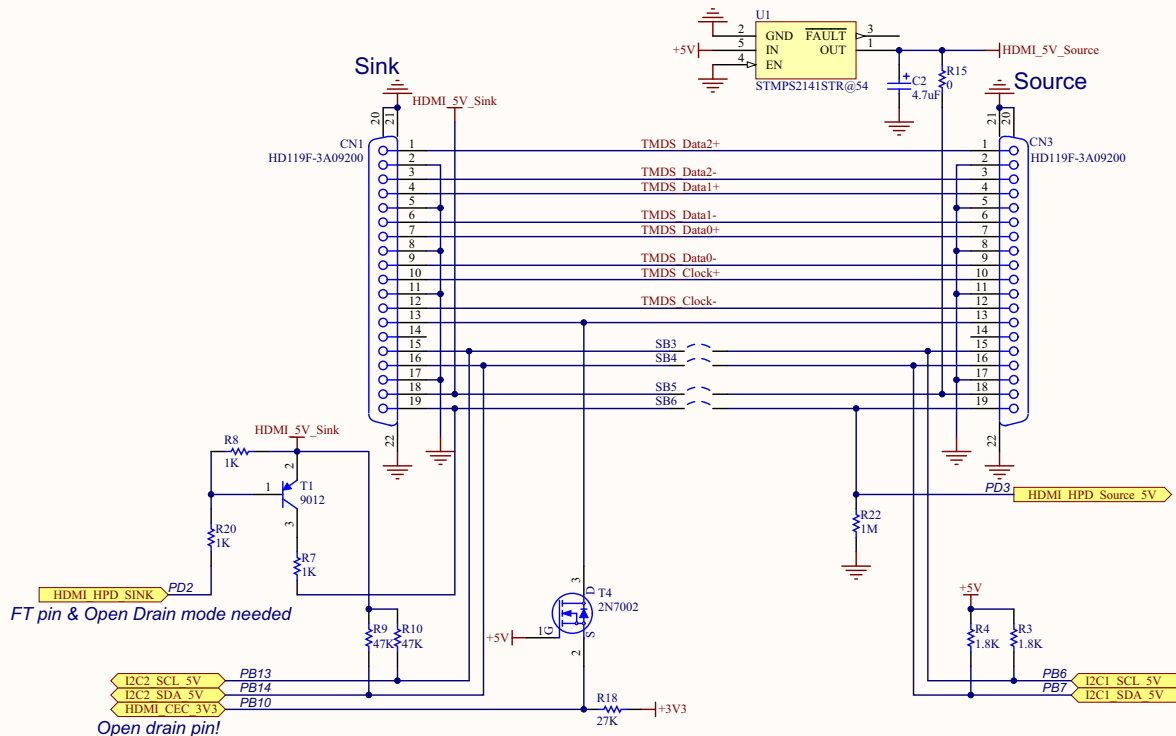 U1
2 GND FAULT 3
+5V 5 IN OUT 1 HDMI_5V_Source
4 EN
STMPS2141STR@54
C2
4.7uF
R15
0
Sink
Source
HDMI_5V_Sink
20
21
21
20
CN1
HD119F-3A09200
CN3
HD119F-3A09200
1 TMDS_Data2+ 1
2 2
3 TMDS_Data2- 3
4 TMDS_Data1+ 4
5 5
6 TMDS_Data1- 6
7 TMDS_Data0+ 7
8 8
9 TMDS_Data0- 9
10 TMDS_Clock+ 10
11 11
12 TMDS_Clock- 12
13 13
14 14
15 SB3 15
16 SB4 16
17 17
18 SB5 18
19 SB6 19
22
22
HDMI_5V_Sink
R8
1K
2
1
T1
9012
3
R20
1K
R7
1K
HDMI_HPD_SINK PD2
FT pin & Open Drain mode needed
PD3 HDMI_HPD_Source_5V
R22
1M
3
D
T4
2N7002
+5V 1 G
S
2
R9
47K
R10
47K
+5V
R4
1.8K
R3
1.8K
I2C2_SCL_5V PB13
I2C2_SDA_5V PB14
HDMI_CEC_3V3 PB10
Open drain pin!
R18
27K
+3V3
PB6 I2C1_SCL_5V
PB7 I2C1_SDA_5V